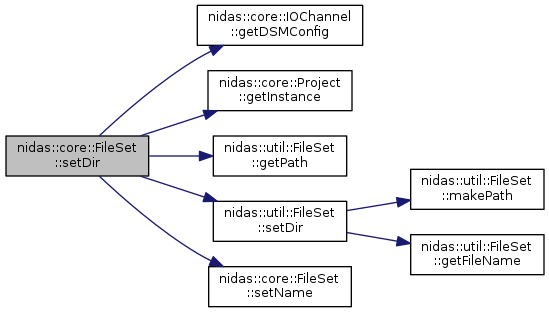 nidas::core::IOChannel
::getDSMConfig
nidas::core::Project
::getInstance
nidas::core::FileSet
::setDir
nidas::util::FileSet
::getPath
nidas::util::FileSet
::setDir
nidas::util::FileSet
::makePath
nidas::util::FileSet
::getFileName
nidas::core::FileSet
::setName